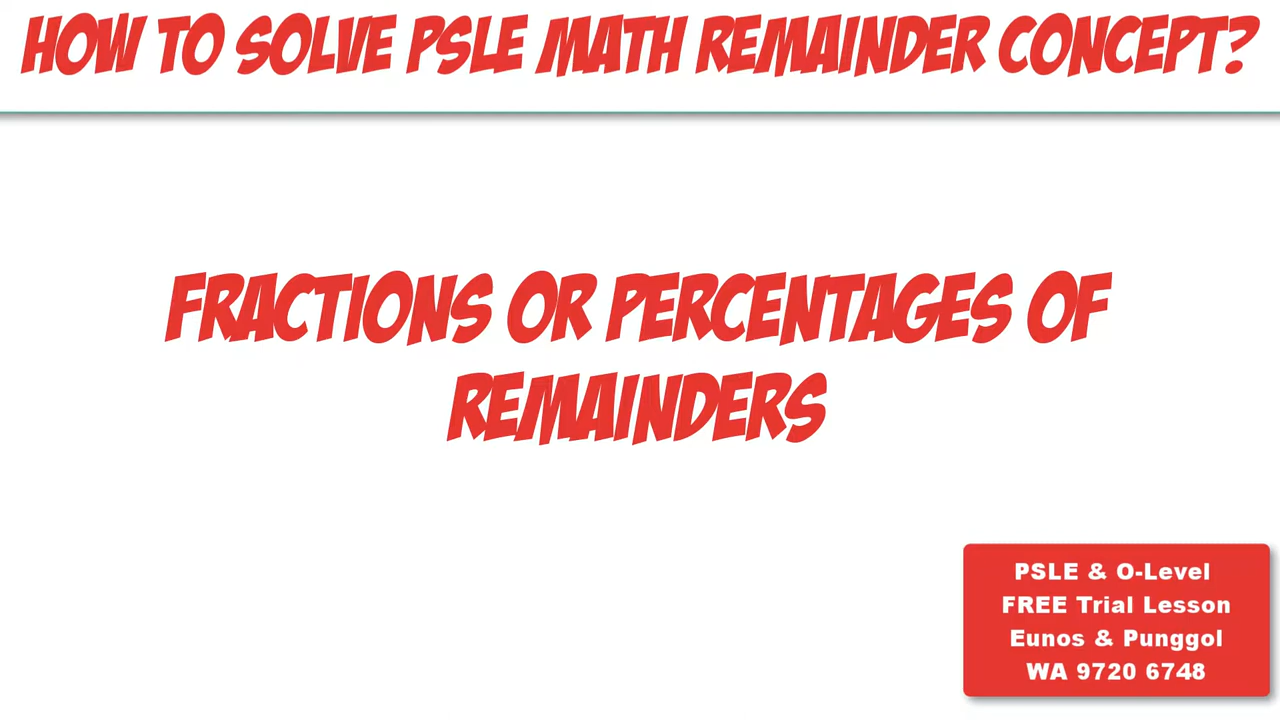 HOW TO SOLVE PSLE MATH REMAINDER CONCEPT?
FRACTIONS OR PERCENTAGES OF
REMAINDERS
PSLE & O-Level
FREE Trial Lesson
Eunos & Punggol
WA 9720 6748